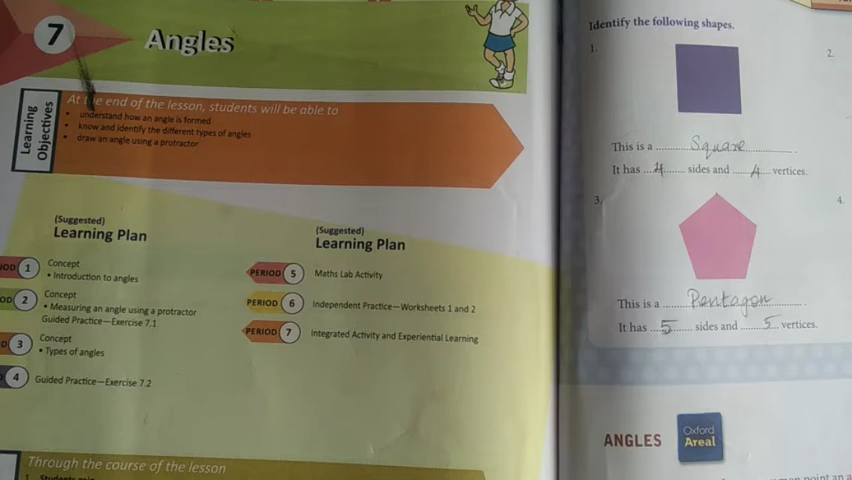 7
Angles
Learning Objectives
At the end of the lesson, students will be able to
• understand how an angle is formed
• know and identify the different types of angles
• draw an angle using a protractor
(Suggested)
Learning Plan
IOD 1
Concept
• Introduction to angles
OD 2
Concept
• Measuring an angle using a protractor
Guided Practice—Exercise 7.1
D 3
Concept
• Types of angles
4 Guided Practice—Exercise 7.2
(Suggested)
Learning Plan
PERIOD 5 Maths Lab Activity
PERIOD 6 Independent Practice—Worksheets 1 and 2
PERIOD 7 Integrated Activity and Experiential Learning
Through the course of the lesson
Identify the following shapes.
1.
2.
This is a Square.
It has 4 sides and 4 vertices.
3.
4.
This is a Pentagon.
It has 5 sides and 5 vertices.
ANGLES
Oxford
Areal